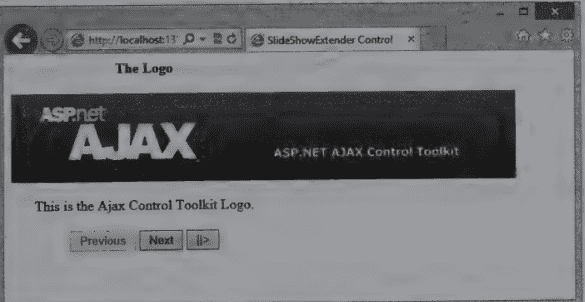 http://localhost:13
SlideShowExtender Control
The Logo
ASP.net
AJAX
ASP.NET AJAX Control Toolkit
This is the Ajax Control Toolkit Logo.
Previous Next ||>